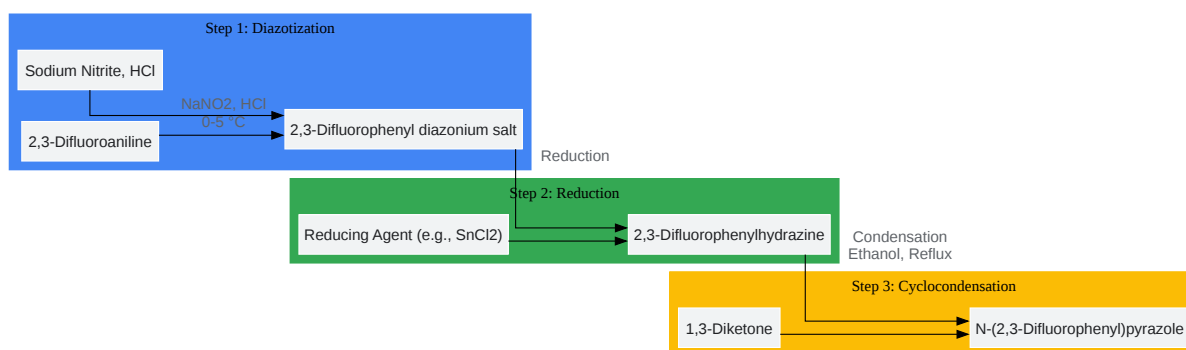 Step 1: Diazotization
Sodium Nitrite, HCl
NaNO2, HCl
0-5 °C
2,3-Difluoroaniline
2,3-Difluorophenyl diazonium salt
Reduction
Step 2: Reduction
Reducing Agent (e.g., SnCl2)
2,3-Difluorophenylhydrazine
Condensation
Ethanol, Reflux
Step 3: Cyclocondensation
1,3-Diketone
N-(2,3-Difluorophenyl)pyrazole